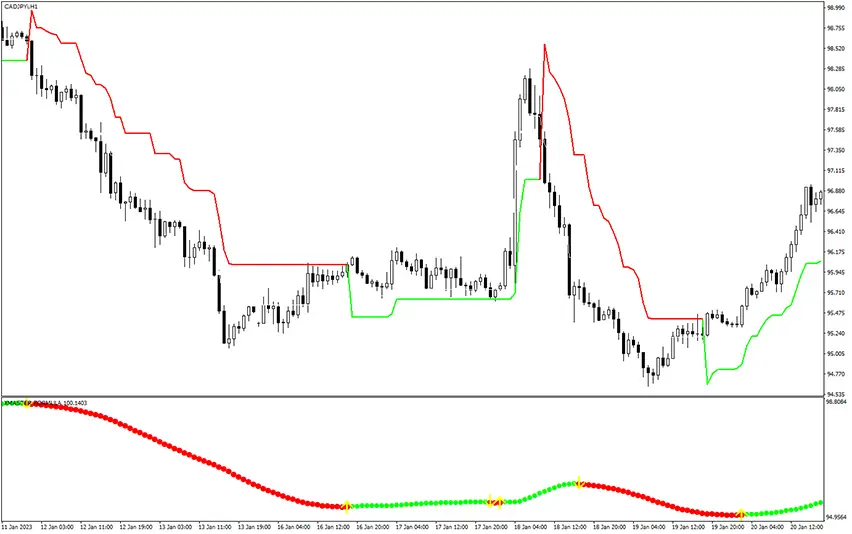 CADJPY,H1
98.990
98.755
98.520
98.285
98.050
97.815
97.585
97.350
97.115
96.880
96.645
96.410
96.175
95.945
95.710
95.475
95.240
95.005
94.770
94.535
100.1403
94.9564
11 Jan 2023
12 Jan 03:00
12 Jan 11:00
12 Jan 19:00
13 Jan 03:00
13 Jan 11:00
13 Jan 19:00
16 Jan 04:00
16 Jan 12:00
16 Jan 20:00
17 Jan 04:00
17 Jan 12:00
17 Jan 20:00
18 Jan 04:00
18 Jan 12:00
18 Jan 20:00
19 Jan 04:00
19 Jan 12:00
19 Jan 20:00
20 Jan 04:00
20 Jan 12:00